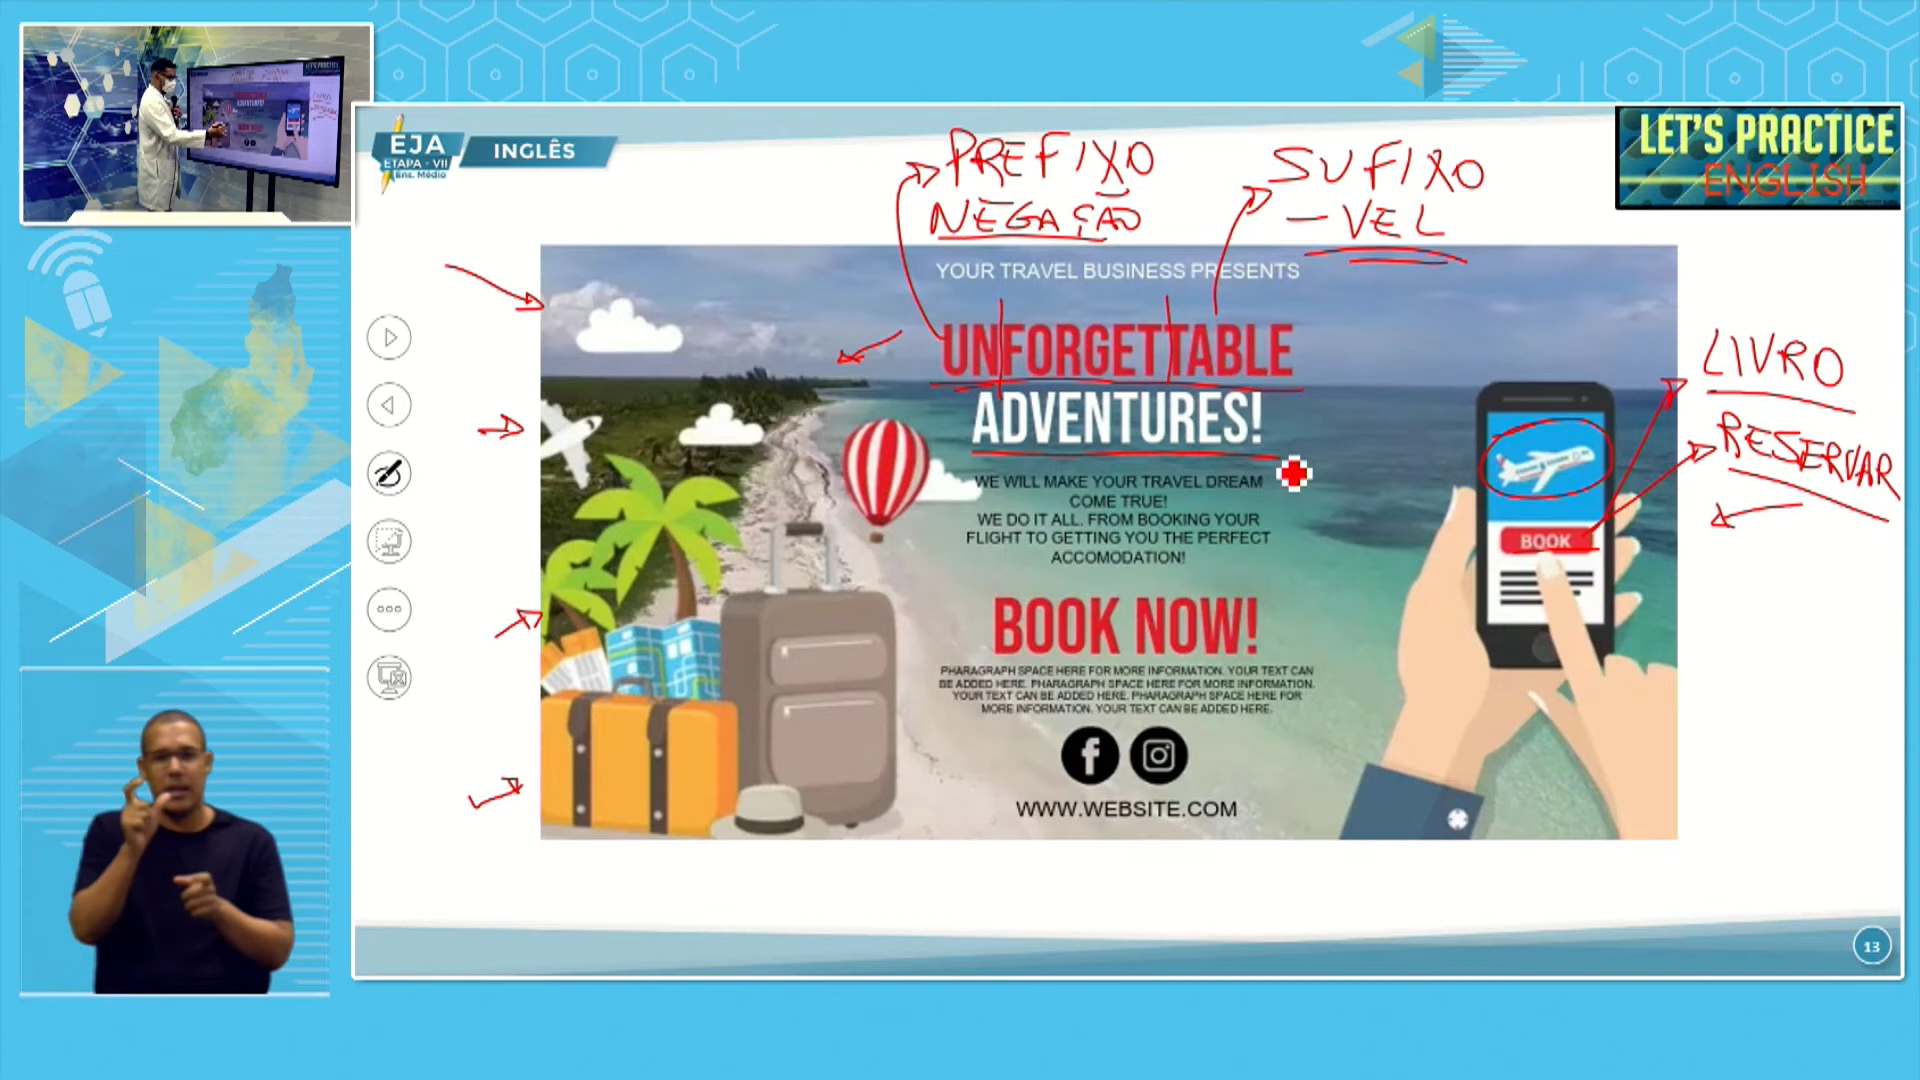 EJA
ETAPA - VII
Ens. Médio
INGLÊS
LET'S PRACTICE
ENGLISH
PREFIXO
NEGAÇÃO
SUFIXO
- VEL
YOUR TRAVEL BUSINESS PRESENTS
UNFORGETTABLE
ADVENTURES!
WE WILL MAKE YOUR TRAVEL DREAM
COME TRUE!
WE DO IT ALL. FROM BOOKING YOUR
FLIGHT TO GETTING YOU THE PERFECT
ACCOMODATION!
BOOK NOW!
PHARAGRAPH SPACE HERE FOR MORE INFORMATION. YOUR TEXT CAN
BE ADDED HERE. PHARAGRAPH SPACE HERE FOR MORE INFORMATION.
YOUR TEXT CAN BE ADDED HERE. PHARAGRAPH SPACE HERE FOR
MORE INFORMATION. YOUR TEXT CAN BE ADDED HERE.
WWW.WEBSITE.COM
BOOK
LIVRO
RESERVAR
13